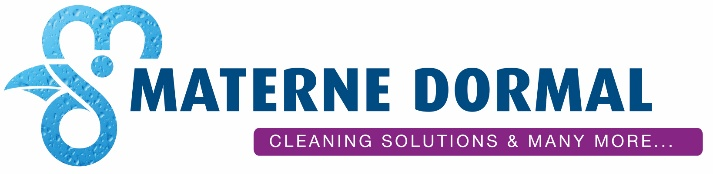 MATERNE DORMAL
CLEANING SOLUTIONS & MANY MORE...